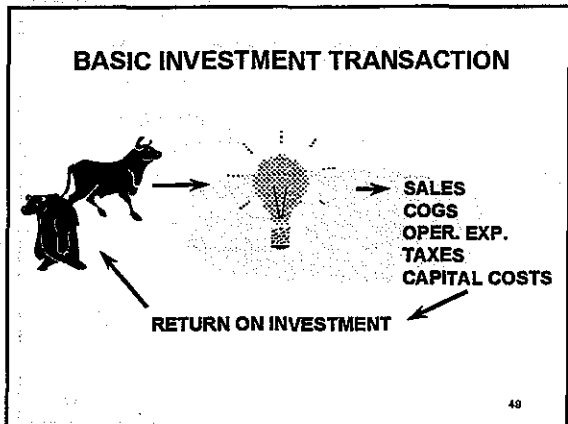 BASIC INVESTMENT TRANSACTION
SALES
COGS
OPER. EXP.
TAXES
CAPITAL COSTS
RETURN ON INVESTMENT
49